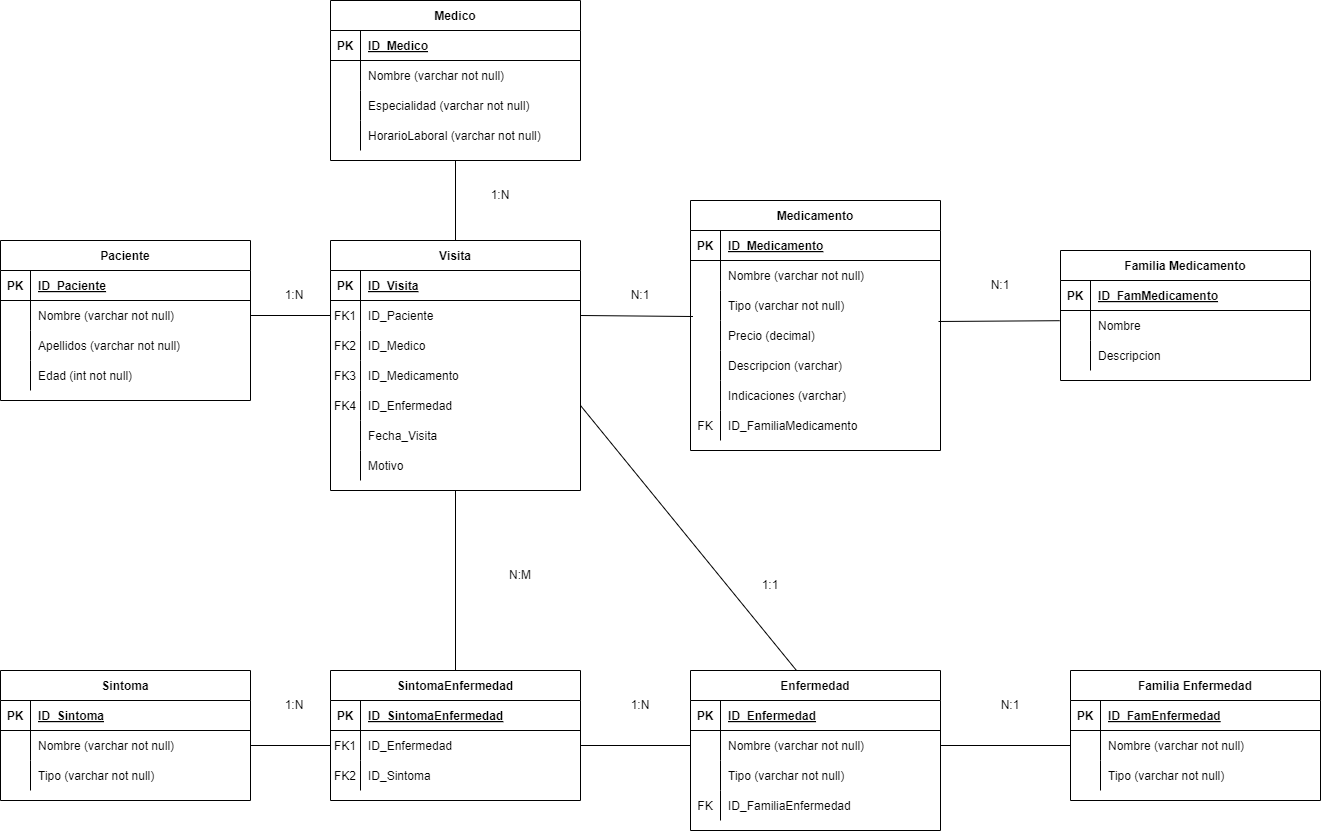 Medico
PK ID_Medico
Nombre (varchar not null)
Especialidad (varchar not null)
HorarioLaboral (varchar not null)
1:N
Paciente
PK ID_Paciente
Nombre (varchar not null)
Apellidos (varchar not null)
Edad (int not null)
1:N
Visita
PK ID_Visita
FK1 ID_Paciente
FK2 ID_Medico
FK3 ID_Medicamento
FK4 ID_Enfermedad
Fecha_Visita
Motivo
N:1
Medicamento
PK ID_Medicamento
Nombre (varchar not null)
Tipo (varchar not null)
Precio (decimal)
Descripcion (varchar)
Indicaciones (varchar)
FK ID_FamiliaMedicamento
N:1
Familia Medicamento
PK ID_FamMedicamento
Nombre
Descripcion
N:M
1:1
Sintoma
PK ID_Sintoma
Nombre (varchar not null)
Tipo (varchar not null)
1:N
SintomaEnfermedad
PK ID_SintomaEnfermedad
FK1 ID_Enfermedad
FK2 ID_Sintoma
1:N
Enfermedad
PK ID_Enfermedad
Nombre (varchar not null)
Tipo (varchar not null)
FK ID_FamiliaEnfermedad
N:1
Familia Enfermedad
PK ID_FamEnfermedad
Nombre (varchar not null)
Tipo (varchar not null)